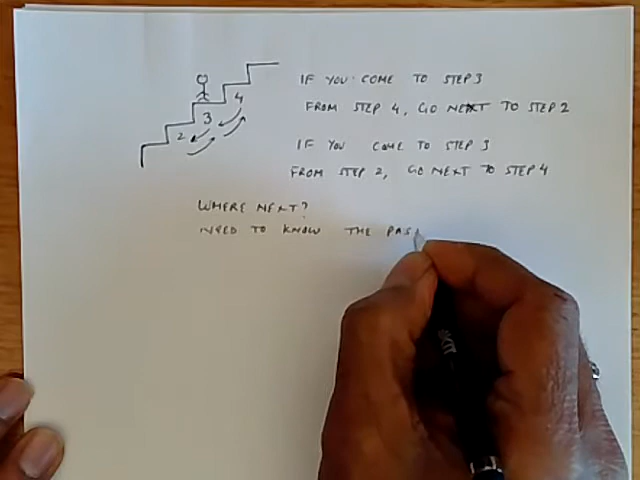 4
3
2
IF YOU COME TO STEP 3
FROM STEP 4, GO NEXT TO STEP 2
IF YOU COME TO STEP 3
FROM STEP 2, GO NEXT TO STEP 4
WHERE NEXT?
NEED TO KNOW THE PAS